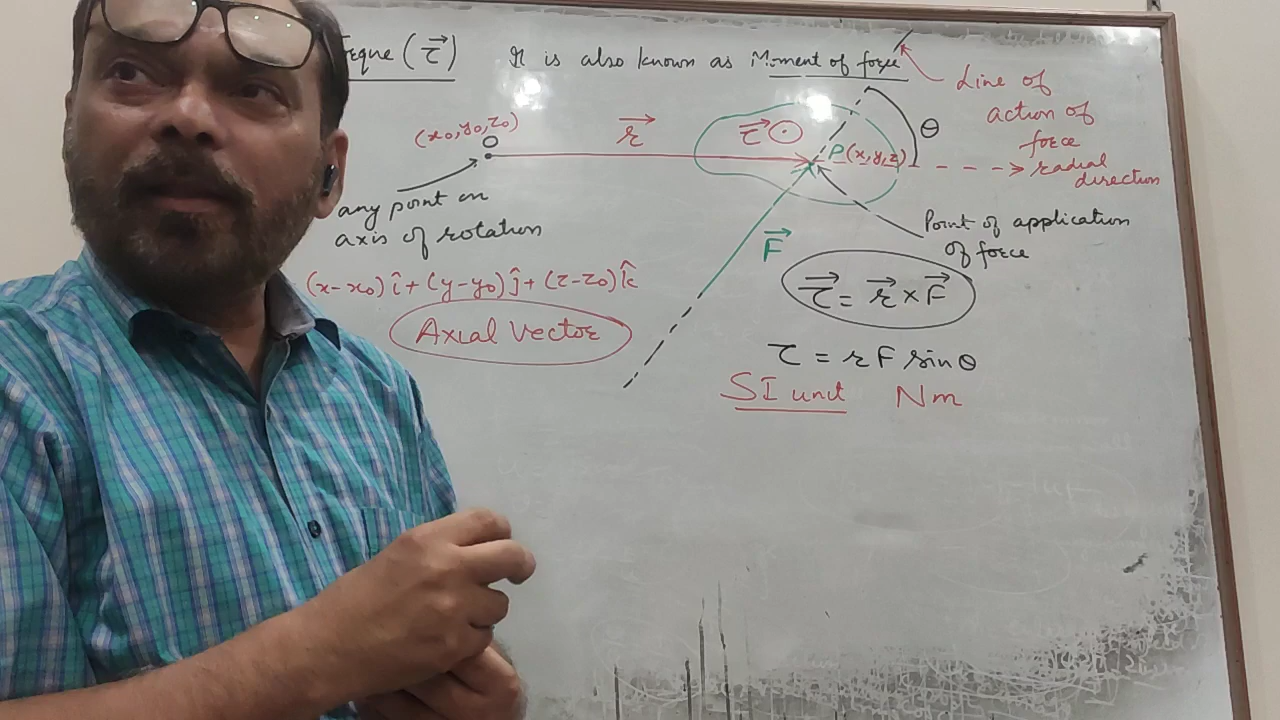 Torque (τ⃗) It is also known as Moment of force
Line of
action of
force
(x₀,y₀,z₀)
O
r⃗
τ⃗ ⊙
P(x,y,z)
θ
radial
direction
any point on
axis of rotation
Point of application
of force
F⃗
(x-x₀)î+(y-y₀)ĵ+(z-z₀)k̂
τ⃗ = r⃗ × F⃗
Axial Vector
τ = r F sinθ
SI unit Nm